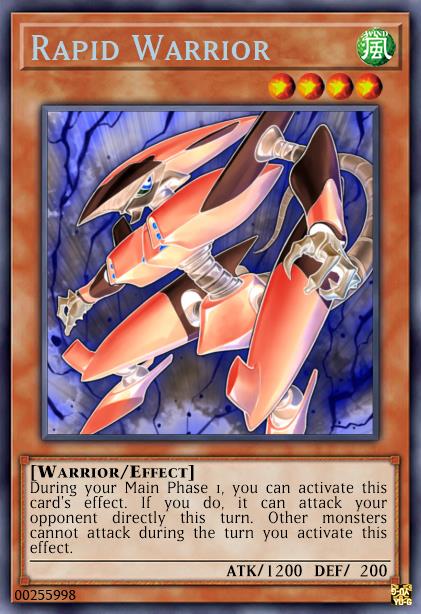 Rapid Warrior
WIND
風
[Warrior/Effect]
During your Main Phase 1, you can activate this
card's effect. If you do, it can attack your
opponent directly this turn. Other monsters
cannot attack during the turn you activate this
effect.
ATK/1200 DEF/ 200
00255998